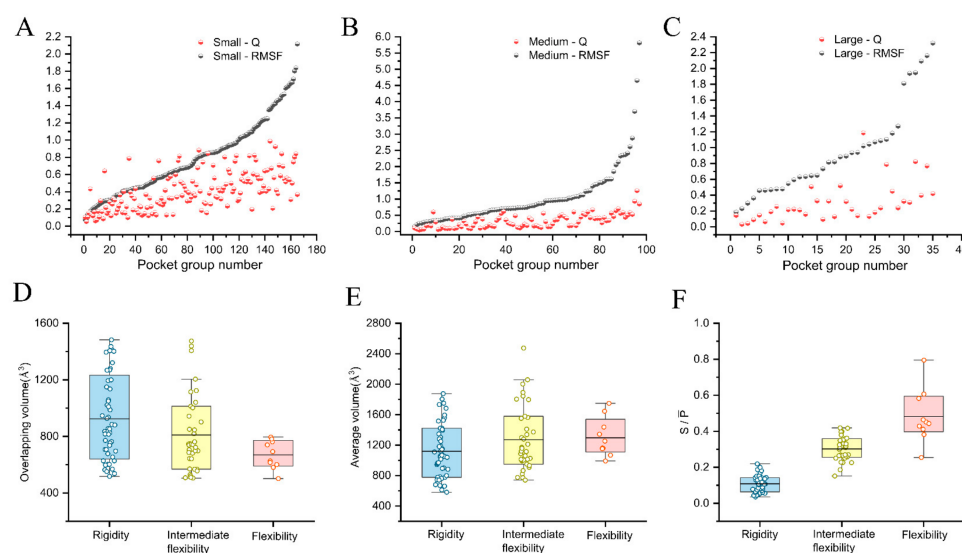 A
Small - Q
Small - RMSF
2.2
2.0
1.8
1.6
1.4
1.2
1.0
0.8
0.6
0.4
0.2
0.0
0 20 40 60 80 100 120 140 160 180
Pocket group number
B
Medium - Q
Medium - RMSF
6.0
5.5
5.0
4.5
4.0
3.5
3.0
2.5
2.0
1.5
1.0
0.5
0.0
0 20 40 60 80 100
Pocket group number
C
Large - Q
Large - RMSF
2.4
2.2
2.0
1.8
1.6
1.4
1.2
1.0
0.8
0.6
0.4
0.2
0.0
0 5 10 15 20 25 30 35
Pocket group number
D
Overlapping volume(Å³)
1600
1200
800
400
Rigidity Intermediate Flexibility
flexibility
E
Average volume(Å³)
2800
2400
2000
1600
1200
800
400
Rigidity Intermediate Flexibility
flexibility
F
S / P̅
1.0
0.8
0.6
0.4
0.2
0.0
Rigidity Intermediate Flexibility
flexibility